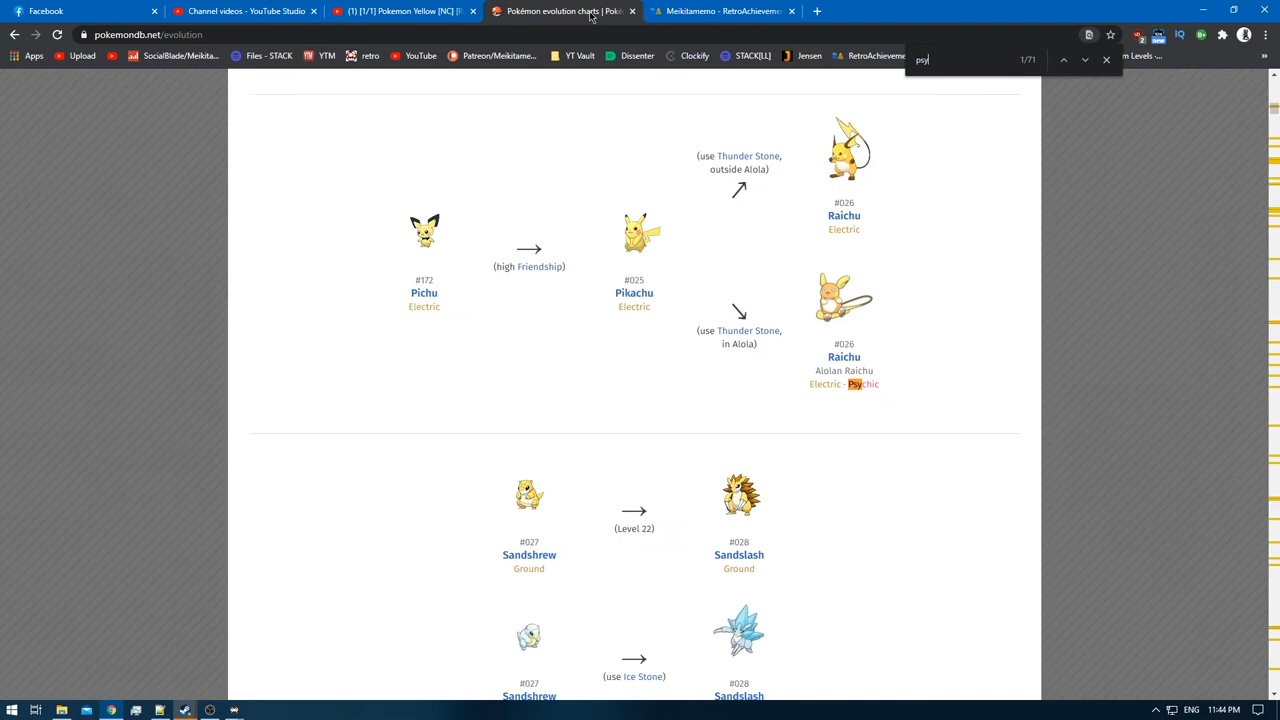 Facebook
Channel videos - YouTube Studio
(1) [1/1] Pokemon Yellow [NC] [R
Pokémon evolution charts | Poké
Meikitamemo - RetroAchieveme
pokemondb.net/evolution
Apps
Upload
SocialBlade/Meikita...
Files - STACK
YTM
retro
YouTube
Patreon/Meikitame...
YT Vault
Dissenter
Clockify
STACK[LL]
Jensen
RetroAchieveme
m Levels -...
psy
1/71
(use Thunder Stone,
outside Alola)
#026
Raichu
Electric
(high Friendship)
#172
Pichu
Electric
#025
Pikachu
Electric
(use Thunder Stone,
in Alola)
#026
Raichu
Alolan Raichu
Electric · Psychic
(Level 22)
#027
Sandshrew
Ground
#028
Sandslash
Ground
(use Ice Stone)
#027
Sandshrew
#028
Sandslash
11:44 PM